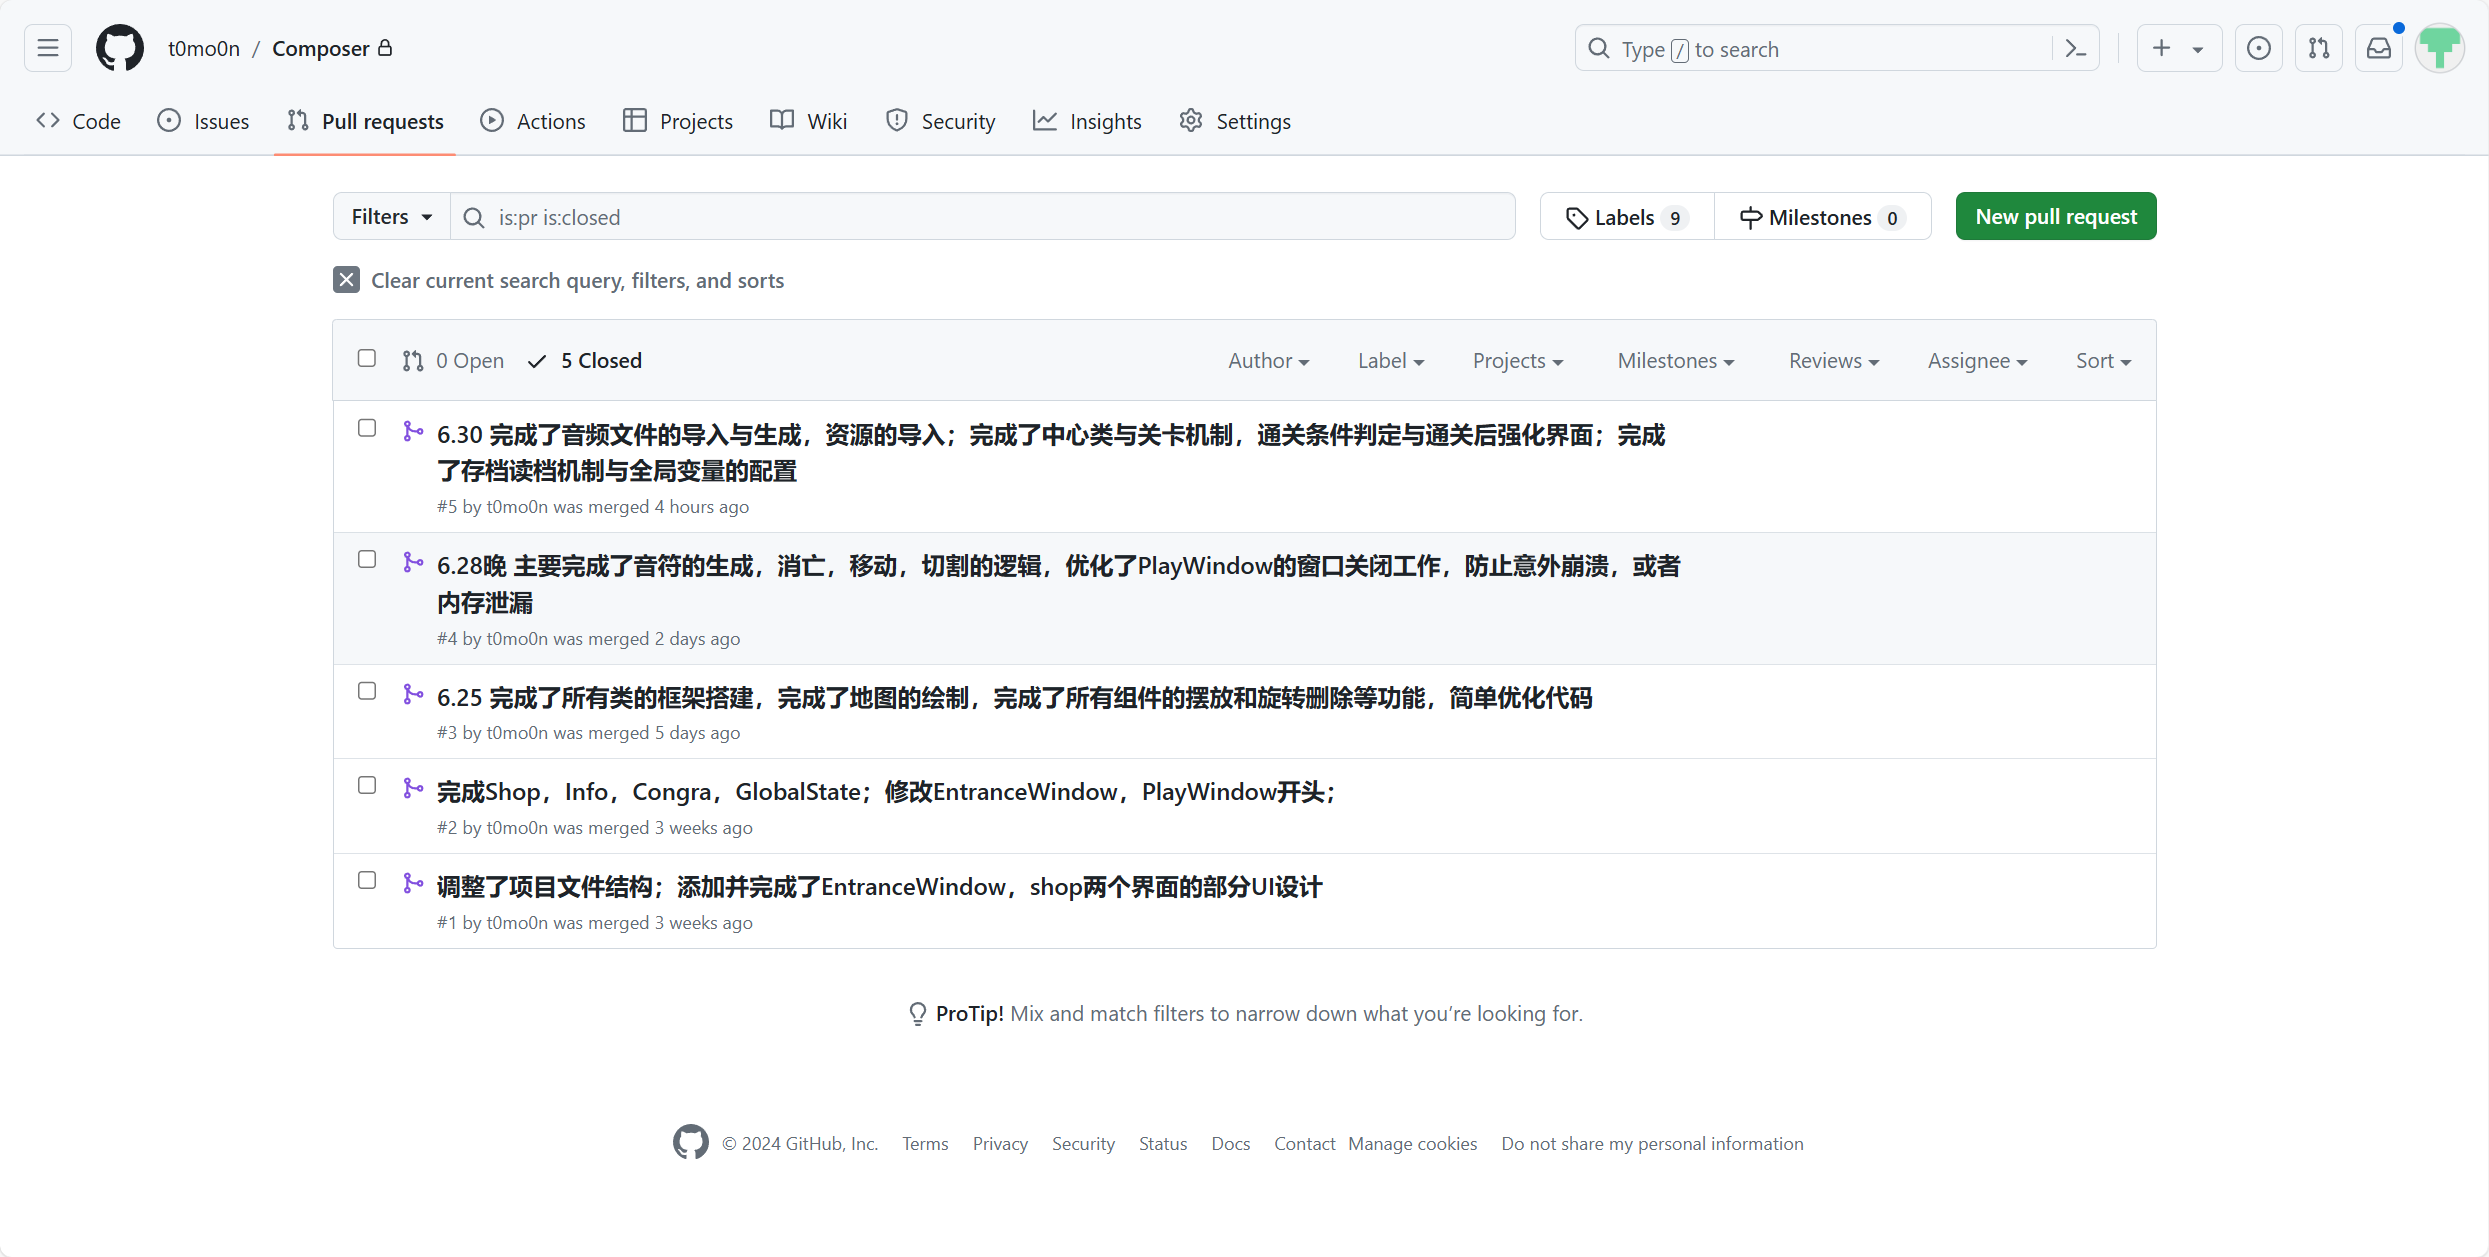 t0mo0n / Composer
Type / to search
Code
Issues
Pull requests
Actions
Projects
Wiki
Security
Insights
Settings
Filters
is:pr is:closed
Labels 9
Milestones 0
New pull request
Clear current search query, filters, and sorts
0 Open
5 Closed
Author
Label
Projects
Milestones
Reviews
Assignee
Sort
6.30 完成了音频文件的导入与生成，资源的导入；完成了中心类与关卡机制，通关条件判定与通关后强化界面；完成
了存档读档机制与全局变量的配置
#5 by t0mo0n was merged 4 hours ago
6.28晚 主要完成了音符的生成，消亡，移动，切割的逻辑，优化了PlayWindow的窗口关闭工作，防止意外崩溃，或者
内存泄漏
#4 by t0mo0n was merged 2 days ago
6.25 完成了所有类的框架搭建，完成了地图的绘制，完成了所有组件的摆放和旋转删除等功能，简单优化代码
#3 by t0mo0n was merged 5 days ago
完成Shop，Info，Congra，GlobalState；修改EntranceWindow，PlayWindow开头；
#2 by t0mo0n was merged 3 weeks ago
调整了项目文件结构；添加并完成了EntranceWindow，shop两个界面的部分UI设计
#1 by t0mo0n was merged 3 weeks ago
ProTip! Mix and match filters to narrow down what you’re looking for.
© 2024 GitHub, Inc.
Terms
Privacy
Security
Status
Docs
Contact
Manage cookies
Do not share my personal information